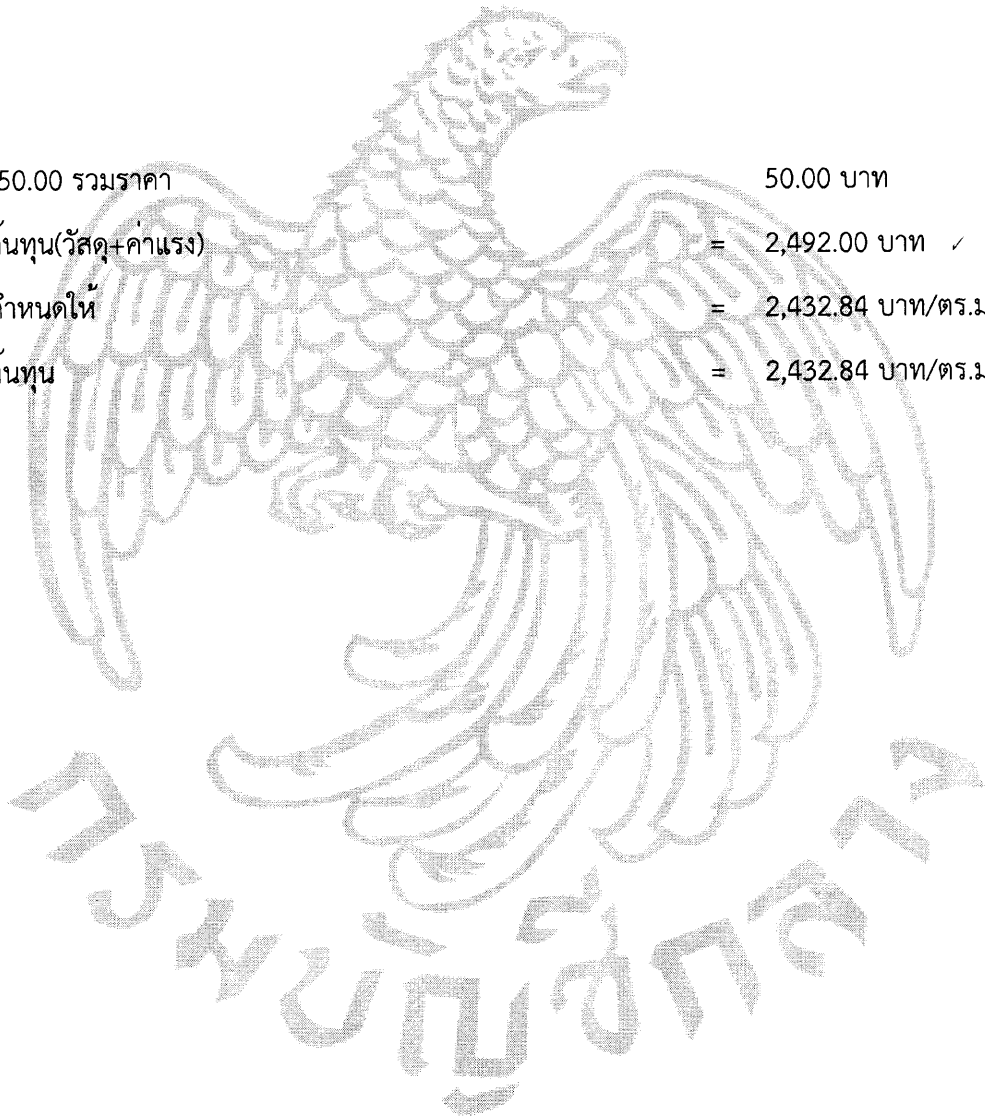 50.00 รวมราคา 50.00 บาท
ต้นทุน(วัสดุ+ค่าแรง) = 2,492.00 บาท ✓
กำหนดให้ = 2,432.84 บาท/ตร.ม
ต้นทุน = 2,432.84 บาท/ตร.ม
กรมบัญชีกลาง